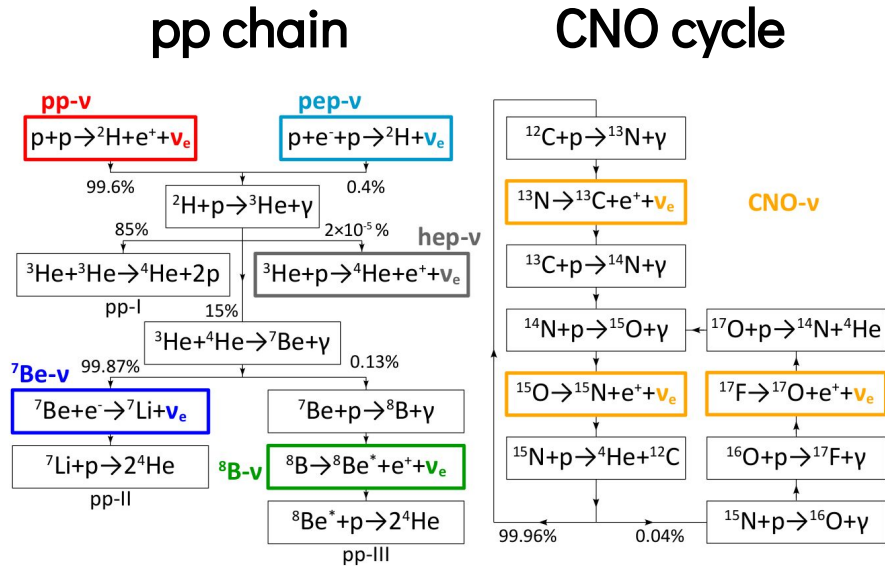 pp chain
pp-ν
pep-ν
p+p→²H+e⁺+νₑ
p+e⁻+p→²H+νₑ
99.6%
0.4%
²H+p→³He+γ
85%
2×10⁻⁵ %
hep-ν
³He+³He→⁴He+2p
³He+p→⁴He+e⁺+νₑ
pp-I
15%
³He+⁴He→⁷Be+γ
⁷Be-ν
99.87%
0.13%
⁷Be+e⁻→⁷Li+νₑ
⁷Be+p→⁸B+γ
⁷Li+p→2⁴He
⁸B-ν
⁸B→⁸Be*+e⁺+νₑ
pp-II
⁸Be*+p→2⁴He
pp-III
CNO cycle
¹²C+p→¹³N+γ
¹³N→¹³C+e⁺+νₑ
CNO-ν
¹³C+p→¹⁴N+γ
¹⁴N+p→¹⁵O+γ
¹⁷O+p→¹⁴N+⁴He
¹⁵O→¹⁵N+e⁺+νₑ
¹⁷F→¹⁷O+e⁺+νₑ
¹⁵N+p→⁴He+¹²C
¹⁶O+p→¹⁷F+γ
¹⁵N+p→¹⁶O+γ
99.96%
0.04%